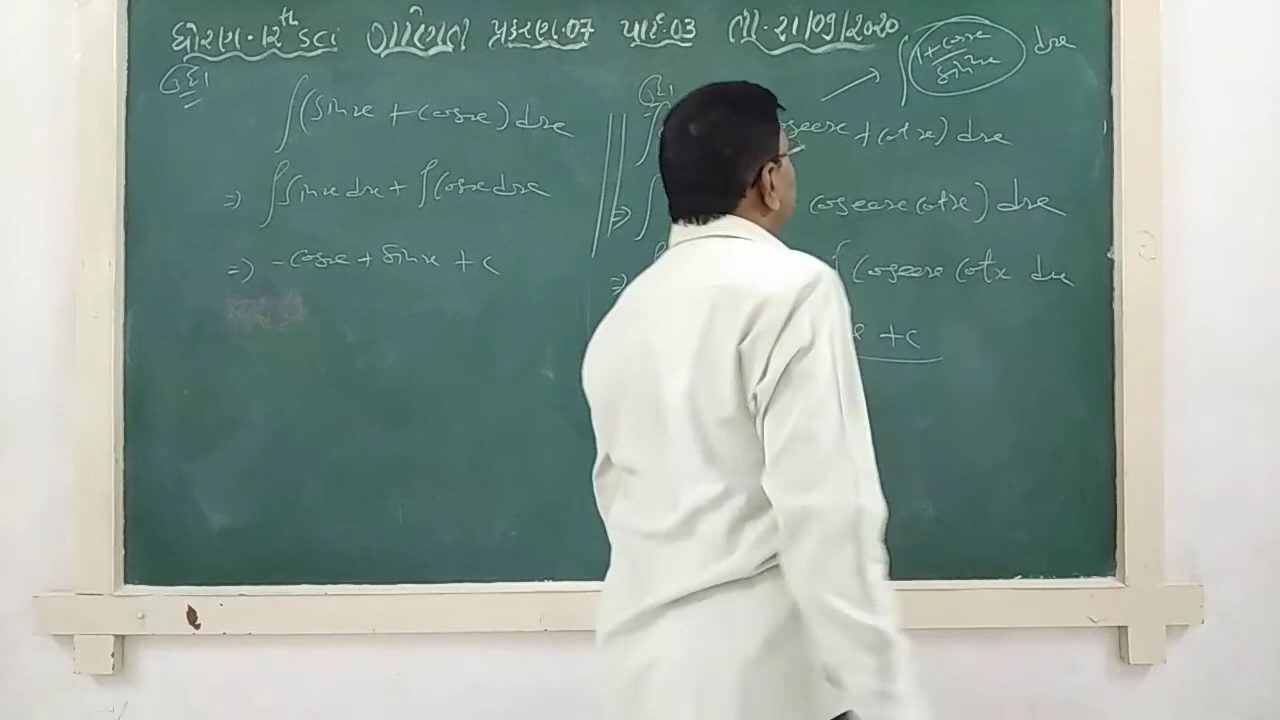 ધોરણ.12th sci ગણિત પ્રકરણ.07 પાર્ટ.03 તા.21/09/2020
ઉદા
∫(sinx + cosx) dx
⇒ ∫sinx dx + ∫cosx dx
⇒ -cosx + sinx + c
ઉદા
∫ cosecx + cotx) dx
→ ∫ 1+cosx / sin²x dx
⇒ ∫ cosecx cotx) dx
⇒ ∫ cosecx cotx dx
+c